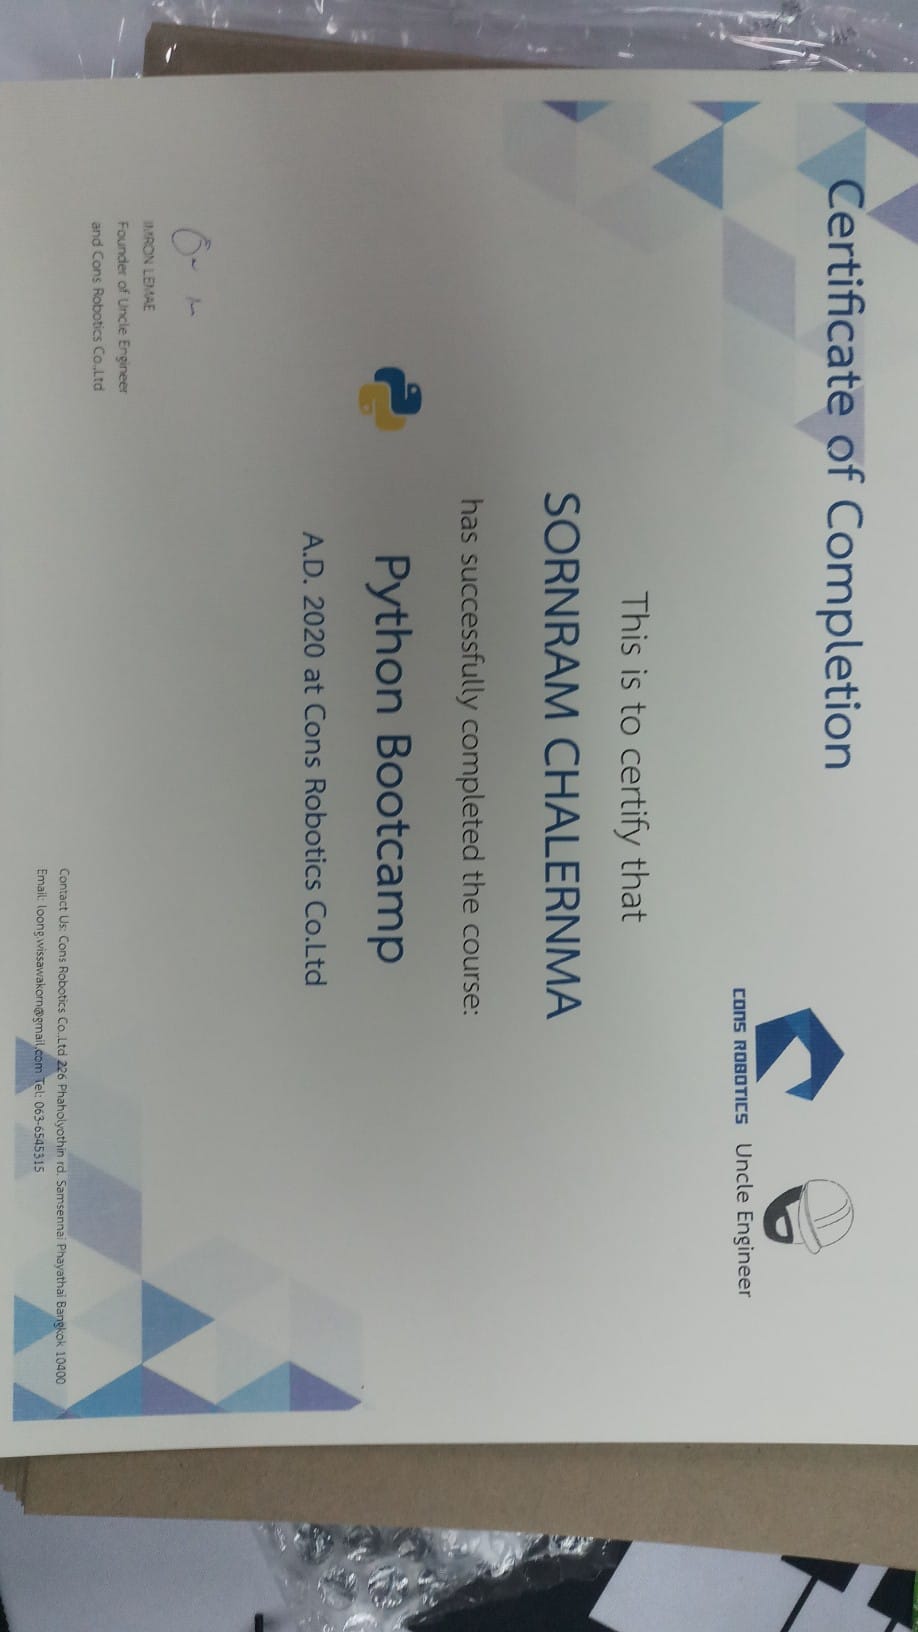 Certificate of Completion
CONS ROBOTICS
Uncle Engineer
This is to certify that
SORNRAM CHALERNMA
has successfully completed the course:
Python Bootcamp
A.D. 2020 at Cons Robotics Co.Ltd
IMRON LEMAE
Founder of Uncle Engineer
and Cons Robotics Co.,Ltd
Contact Us: Cons Robotics Co.,Ltd 226 Phaholyothin rd. Samsennai Phayathai Bangkok 10400
Email: loong.wissawakorn@gmail.com Tel: 063-6545315